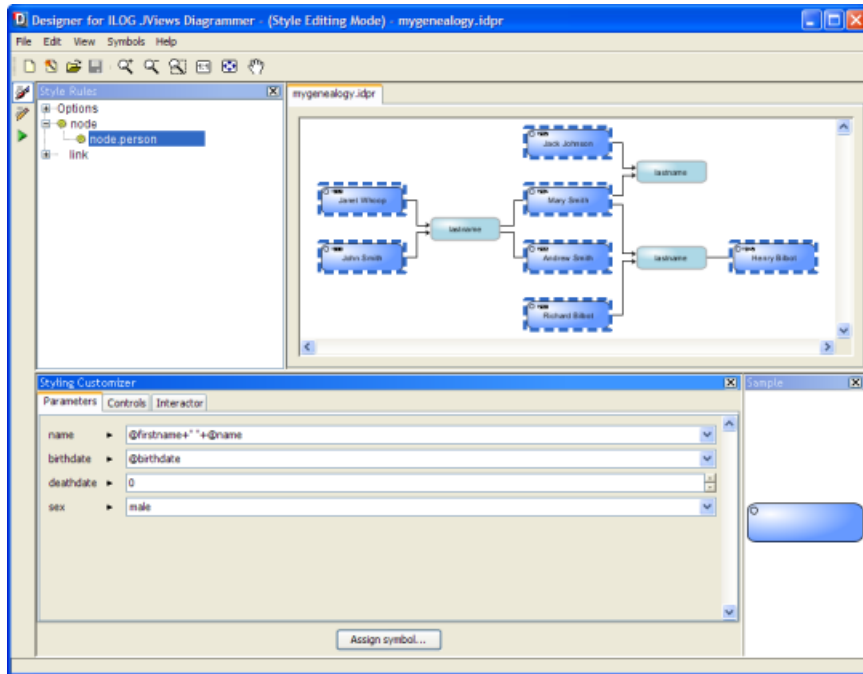 Designer for ILOG JViews Diagrammer - (Style Editing Mode) - mygenealogy.idpr
File Edit View Symbols Help
Style Rules
mygenealogy.idpr
Options
node
node.person
link
Jack Johnson
lastname
Janet Whoop
Mary Smith
lastname
John Smith
Andrew Smith
lastname
Henry Bibot
Richard Bibot
Styling Customizer
Sample
Parameters Controls Interactor
name @firstname+" "+@name
birthdate @birthdate
deathdate 0
sex male
Assign symbol...